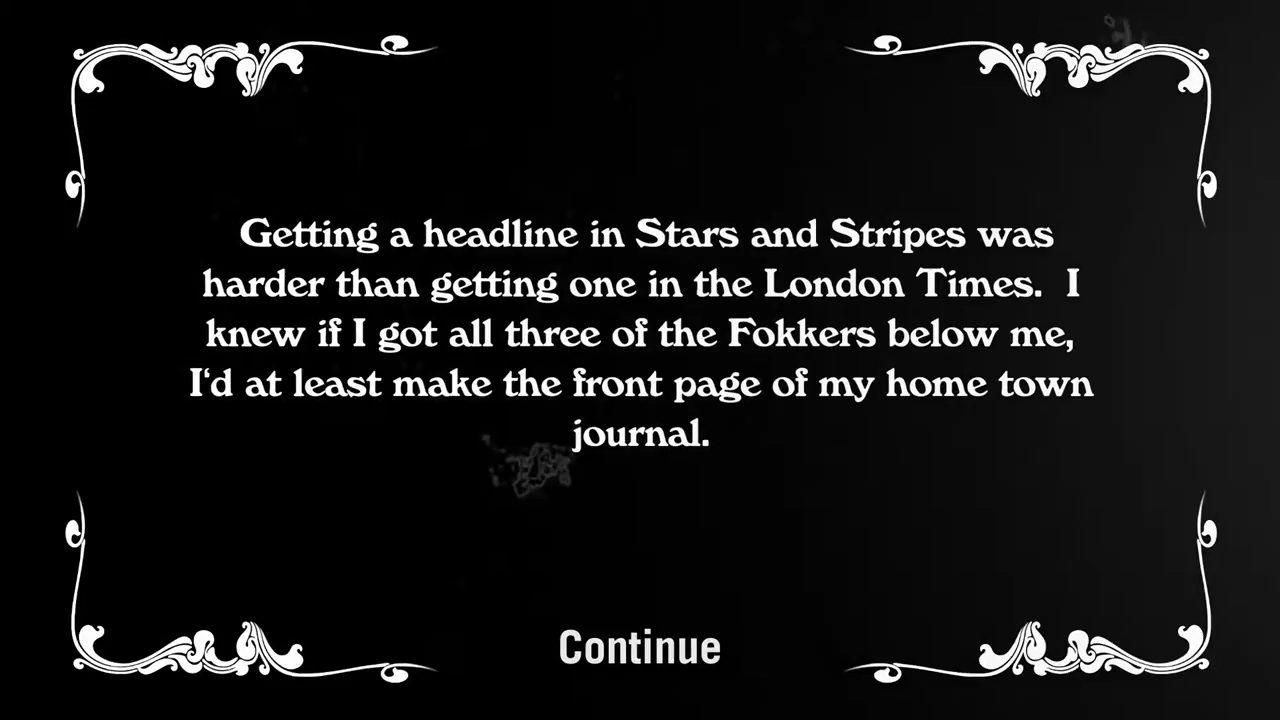 Getting a headline in Stars and Stripes was
harder than getting one in the London Times.  I
knew if I got all three of the Fokkers below me,
I‘d at least make the front page of my home town
journal.
Continue